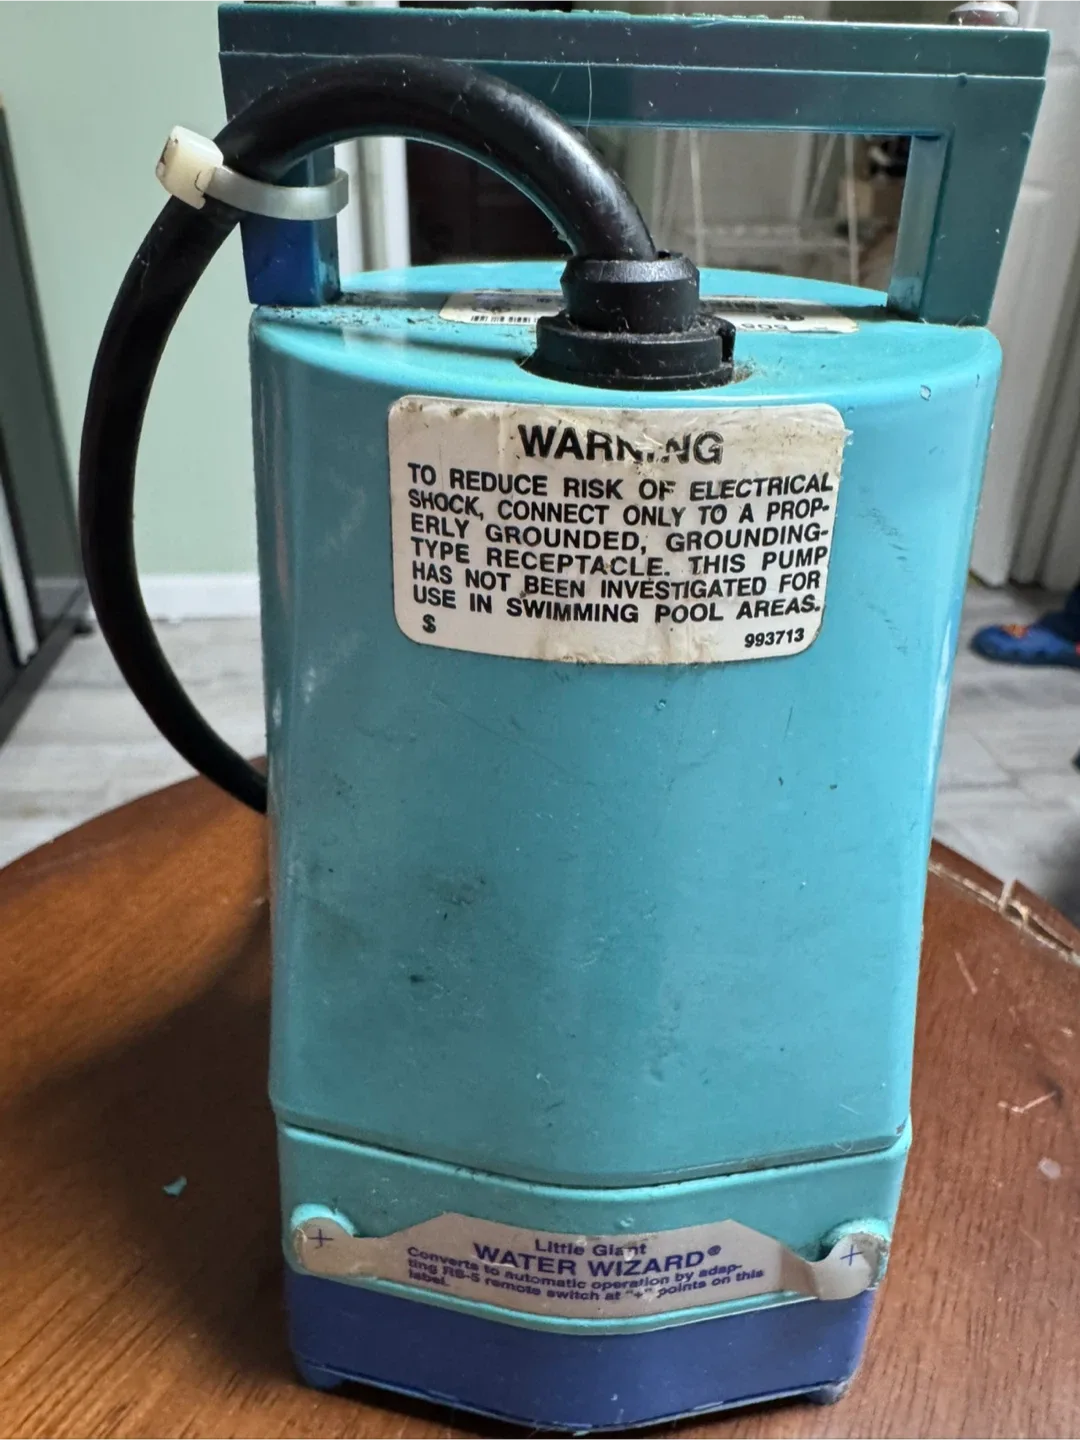 WARNING
TO REDUCE RISK OF ELECTRICAL
SHOCK, CONNECT ONLY TO A PROP-
ERLY GROUNDED, GROUNDING-
TYPE RECEPTACLE. THIS PUMP
HAS NOT BEEN INVESTIGATED FOR
USE IN SWIMMING POOL AREAS.
$ 993713
+ Little Giant +
WATER WIZARD®
Converts to automatic operation by adap-
ting RS-5 remote switch at "+" points on this
label.